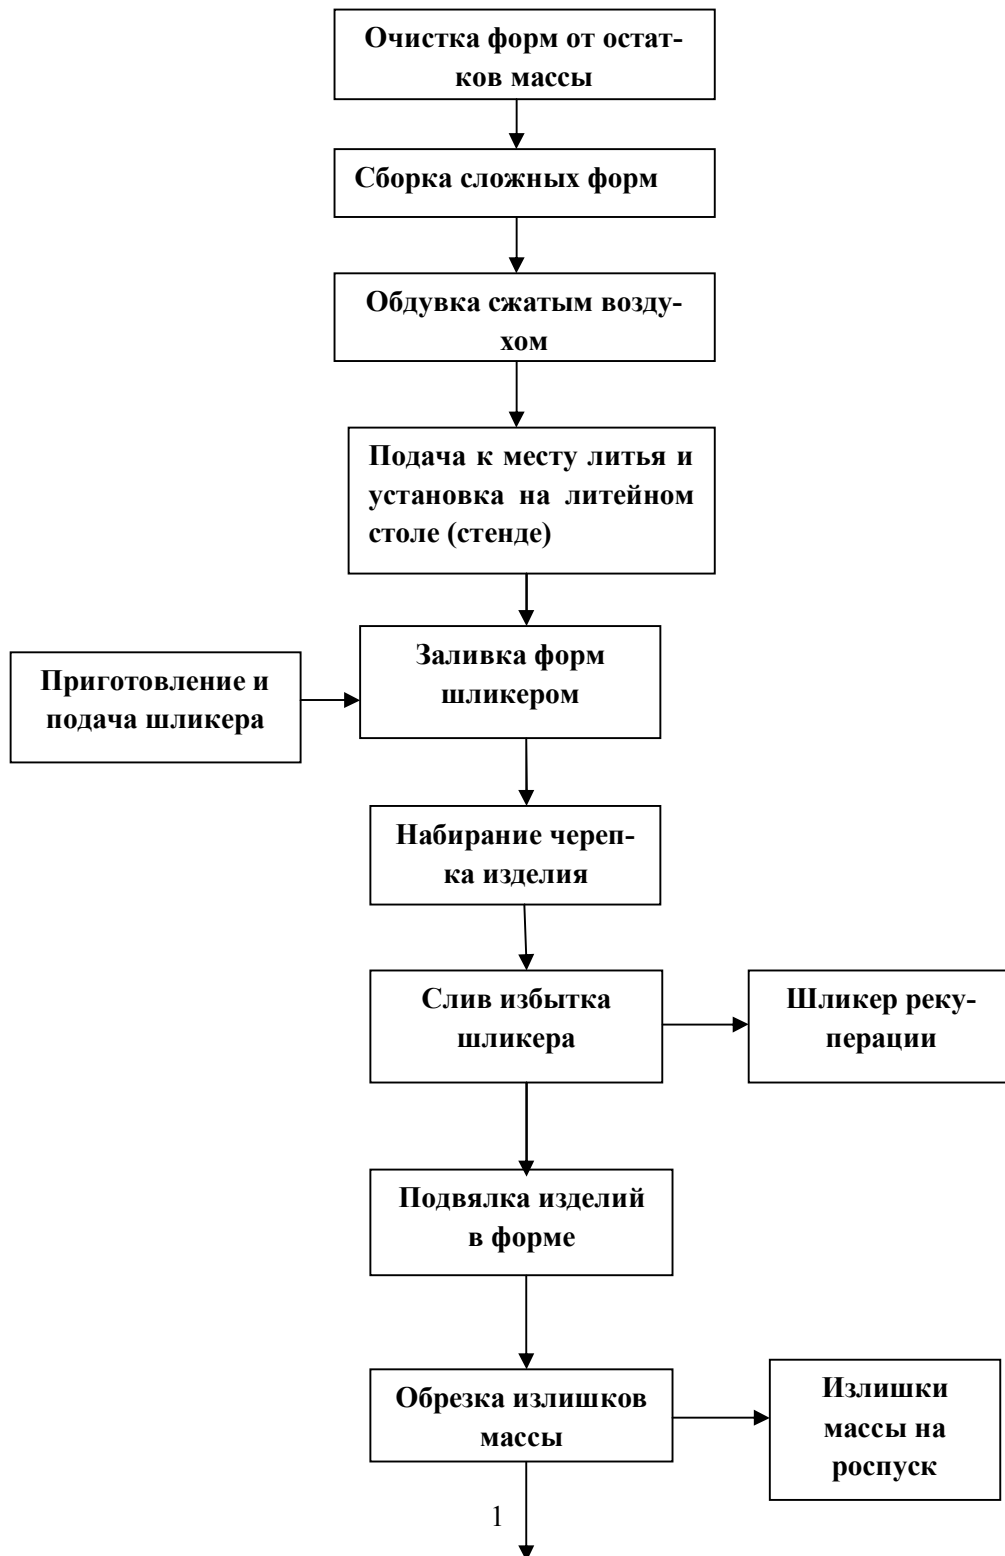 Очистка форм от остат-
ков массы
Сборка сложных форм
Обдувка сжатым возду-
хом
Подача к месту литья и
установка на литейном
столе (стенде)
Заливка форм
шликером
Приготовление и
подача шликера
Набирание череп-
ка изделия
Слив избытка
шликера
Шликер реку-
перации
Подвялка изделий
в форме
Обрезка излишков
массы
Излишки
массы на
роспуск
1